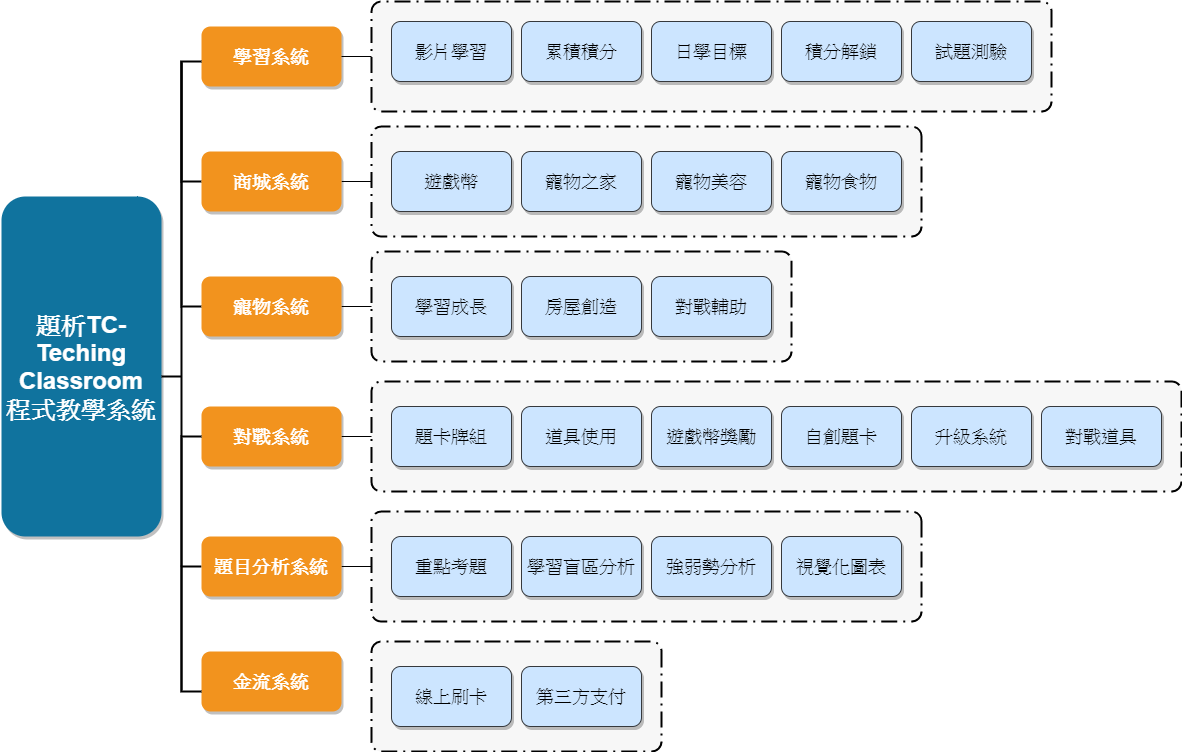 學習系統
影片學習
累積積分
日學目標
積分解鎖
試題測驗
商城系統
遊戲幣
寵物之家
寵物美容
寵物食物
寵物系統
學習成長
房屋創造
對戰輔助
題析TC-
Teching
Classroom
程式教學系統
對戰系統
題卡牌組
道具使用
遊戲幣獎勵
自創題卡
升級系統
對戰道具
題目分析系統
重點考題
學習盲區分析
強弱勢分析
視覺化圖表
金流系統
線上刷卡
第三方支付